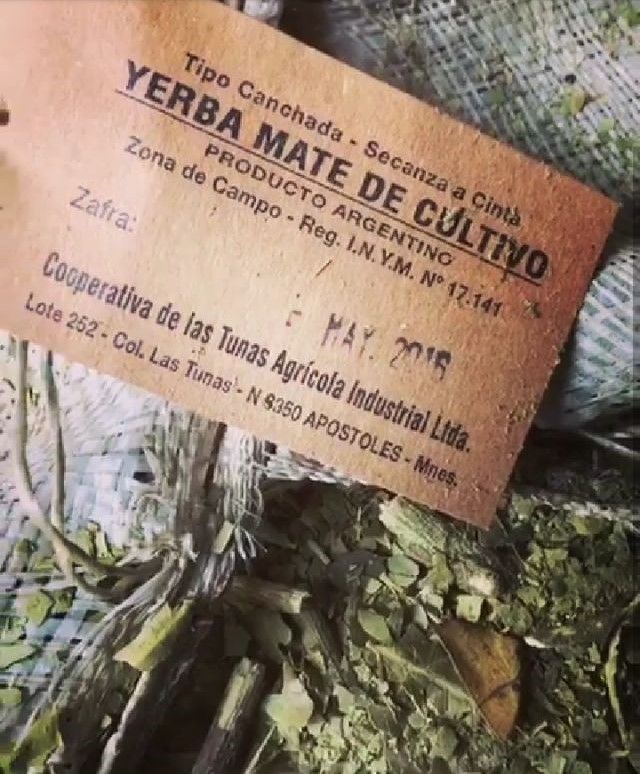 Tipo Canchada - Secanza a Cinta
YERBA MATE DE CULTIVO
PRODUCTO ARGENTINO
Zona de Campo - Reg. I.N.Y.M. Nº 17.141
Zafra:
MAY. 2016
Cooperativa de las Tunas Agrícola Industrial Ltda.
Lote 252 - Col. Las Tunas - N 3350 APOSTOLES - Mnes.